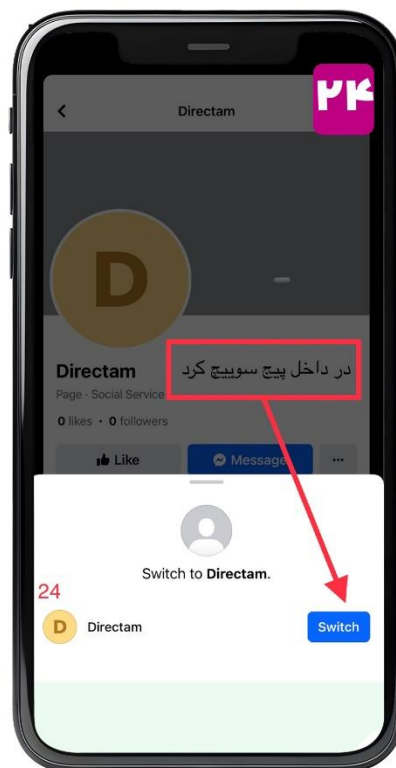 ۲۴
Directam
D
Directam
در داخل پیج سوییچ کرد
Page · Social Service
0 likes • 0 followers
Like
Message
Switch to Directam.
24
D
Directam
Switch